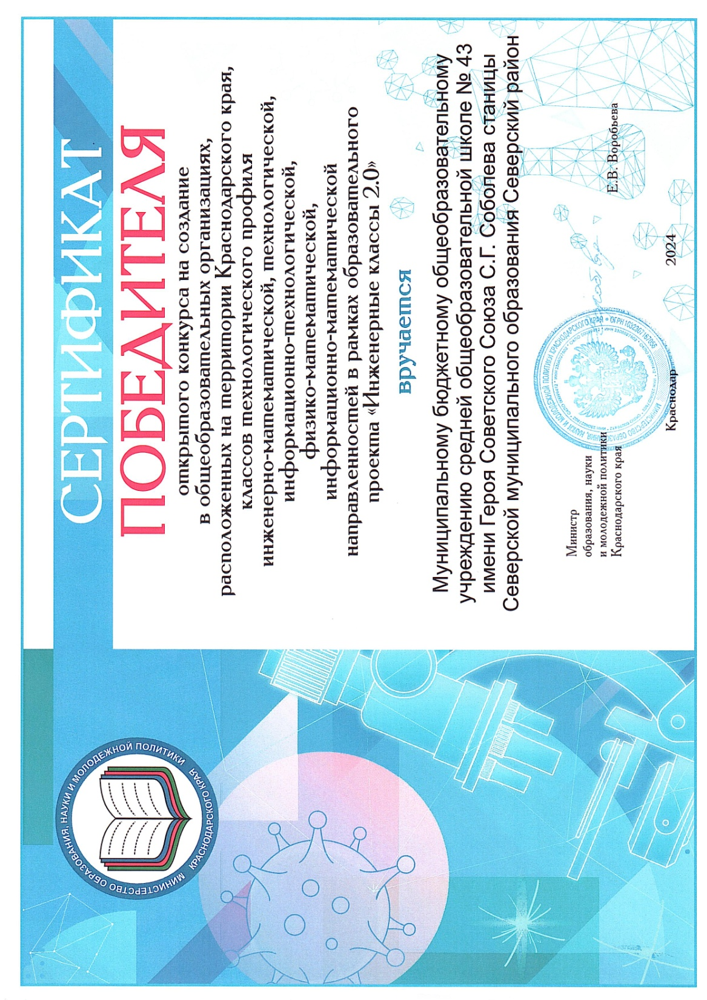 СЕРТИФИКАТ
ПОБЕДИТЕЛЯ
открытого конкурса на создание
в общеобразовательных организациях,
расположенных на территории Краснодарского края,
классов технологического профиля
инженерно-математической, технологической,
информационно-технологической,
физико-математической,
информационно-математической
направленностей в рамках образовательного
проекта «Инженерные классы 2.0»
вручается
Муниципальному бюджетному общеобразовательному
учреждению средней общеобразовательной школе № 43
имени Героя Советского Союза С.Г. Соболева станицы
Северской муниципального образования Северский район
Министр
образования, науки
и молодежной политики
Краснодарского края
Е.В. Воробьева
Краснодар
2024
МИНИСТЕРСТВО ОБРАЗОВАНИЯ, НАУКИ И МОЛОДЕЖНОЙ ПОЛИТИКИ
КРАСНОДАРСКОГО КРАЯ
МИНИСТЕРСТВО ОБРАЗОВАНИЯ, НАУКИ И МОЛОДЕЖНОЙ ПОЛИТИКИ КРАСНОДАРСКОГО КРАЯ * ОГРН 1032307167056